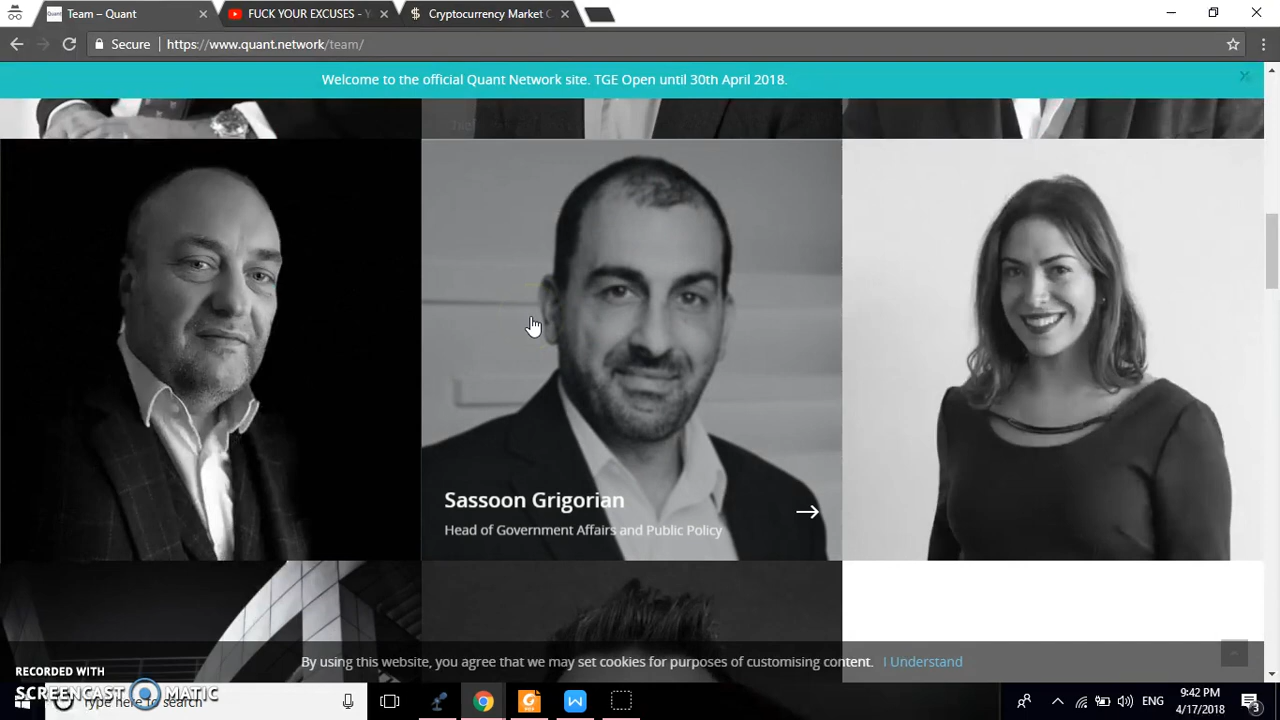 Team – Quant
FUCK YOUR EXCUSES - Y
Cryptocurrency Market C
Secure
https://www.quant.network/team/
Welcome to the official Quant Network site. TGE Open until 30th April 2018.
Sassoon Grigorian
Head of Government Affairs and Public Policy
By using this website, you agree that we may set cookies for purposes of customising content. I Understand
RECORDED WITH
SCREENCAST MATIC
Type here to search
ENG
9:42 PM
4/17/2018
3